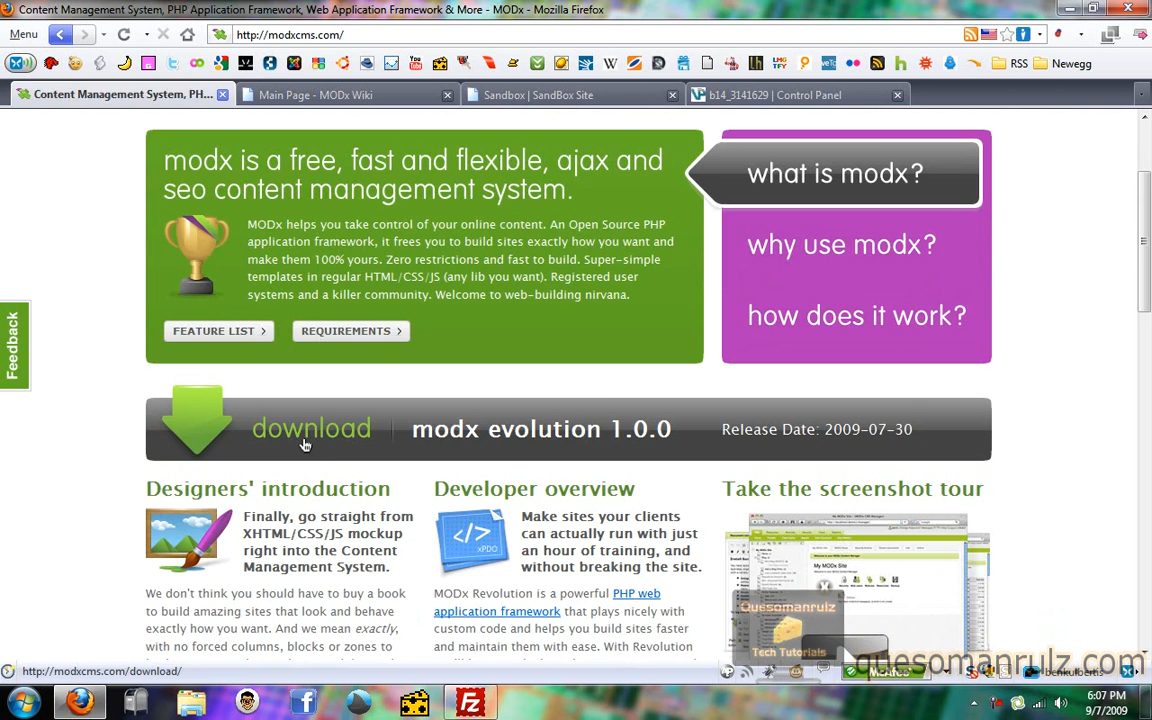 Content Management System, PHP Application Framework, Web Application Framework & More - MODx - Mozilla Firefox
Menu
http://modxcms.com/
RSS
Newegg
Content Management System, PH...
Main Page - MODx Wiki
Sandbox | SandBox Site
b14_3141629 | Control Panel
modx is a free, fast and flexible, ajax and
seo content management system.
MODx helps you take control of your online content. An Open Source PHP
application framework, it frees you to build sites exactly how you want and
make them 100% yours. Zero restrictions and fast to build. Super-simple
templates in regular HTML/CSS/JS (any lib you want). Registered user
systems and a killer community. Welcome to web-building nirvana.
FEATURE LIST >
REQUIREMENTS >
what is modx?
why use modx?
how does it work?
Feedback
download
modx evolution 1.0.0
Release Date: 2009-07-30
Designers' introduction
Finally, go straight from
XHTML/CSS/JS mockup
right into the Content
Management System.
We don't think you should have to buy a book
to build amazing sites that look and behave
exactly how you want. And we mean exactly,
with no forced columns, blocks or zones to
Developer overview
xPDO
Make sites your clients
can actually run with just
an hour of training, and
without breaking the site.
MODx Revolution is a powerful PHP web
application framework that plays nicely with
custom code and helps you build sites faster
and maintain them with ease. With Revolution
Take the screenshot tour
My MODx Site
Quesomanrulz
Tech Tutorials
quesomanrulz.com
http://modxcms.com/download/
McAfee
benkulbertis
6:07 PM
9/7/2009